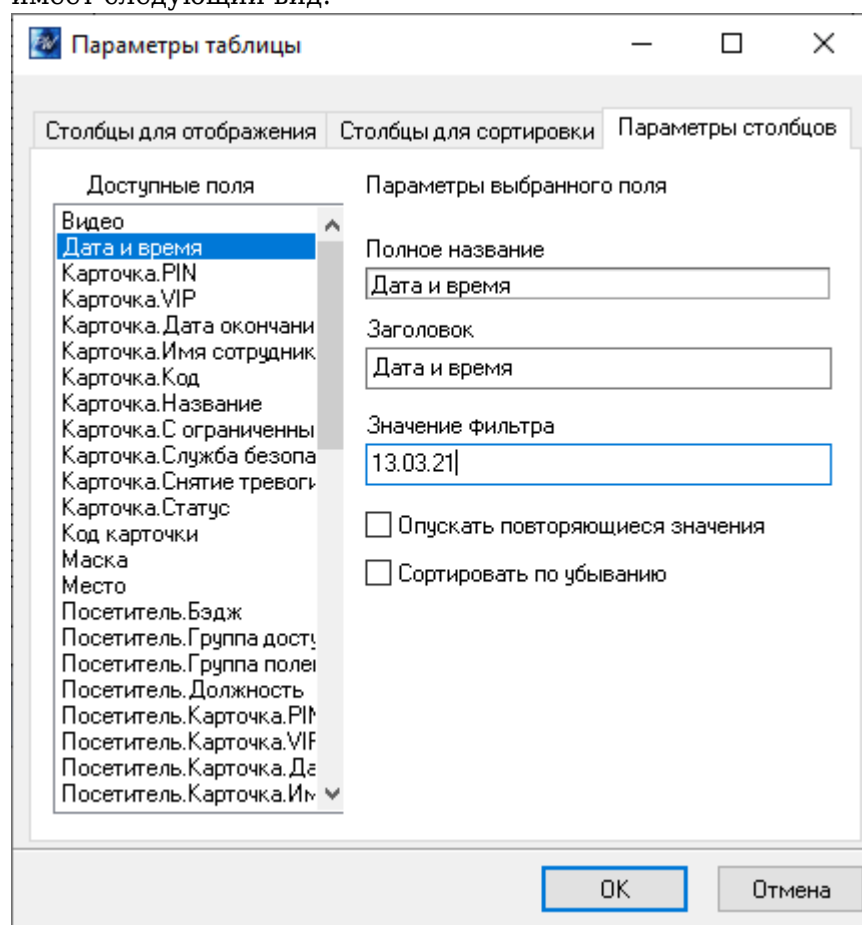 имеет следующий вид:
Параметры таблицы
Столбцы для отображения
Столбцы для сортировки
Параметры столбцов
Доступные поля
Видео
Дата и время
Карточка.PIN
Карточка.VIP
Карточка.Дата окончани
Карточка.Имя сотрудник
Карточка.Код
Карточка.Название
Карточка.С ограниченны
Карточка.Служба безопа
Карточка.Снятие тревоги
Карточка.Статус
Код карточки
Маска
Место
Посетитель.Бэдж
Посетитель.Группа досту
Посетитель.Группа полен
Посетитель.Должность
Посетитель.Карточка.PIN
Посетитель.Карточка.VIP
Посетитель.Карточка.Да
Посетитель.Карточка.Им
Параметры выбранного поля
Полное название
Дата и время
Заголовок
Дата и время
Значение фильтра
13.03.21
Опускать повторяющиеся значения
Сортировать по убыванию
OK
Отмена